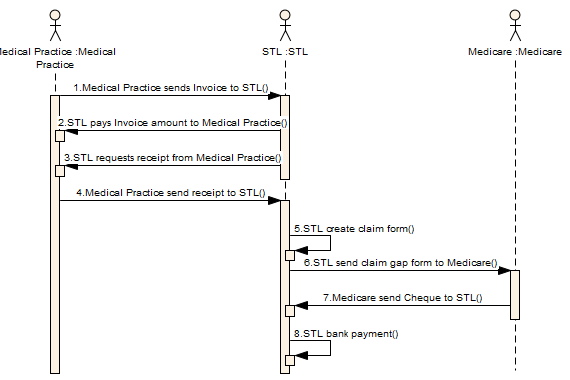 Medical Practice :Medical
Practice
STL :STL
Medicare :Medicare
1.Medical Practice sends Invoice to STL()
2.STL pays Invoice amount to Medical Practice()
3.STL requests receipt from Medical Practice()
4.Medical Practice send receipt to STL()
5.STL create claim form()
6.STL send claim gap form to Medicare()
7.Medicare send Cheque to STL()
8.STL bank payment()